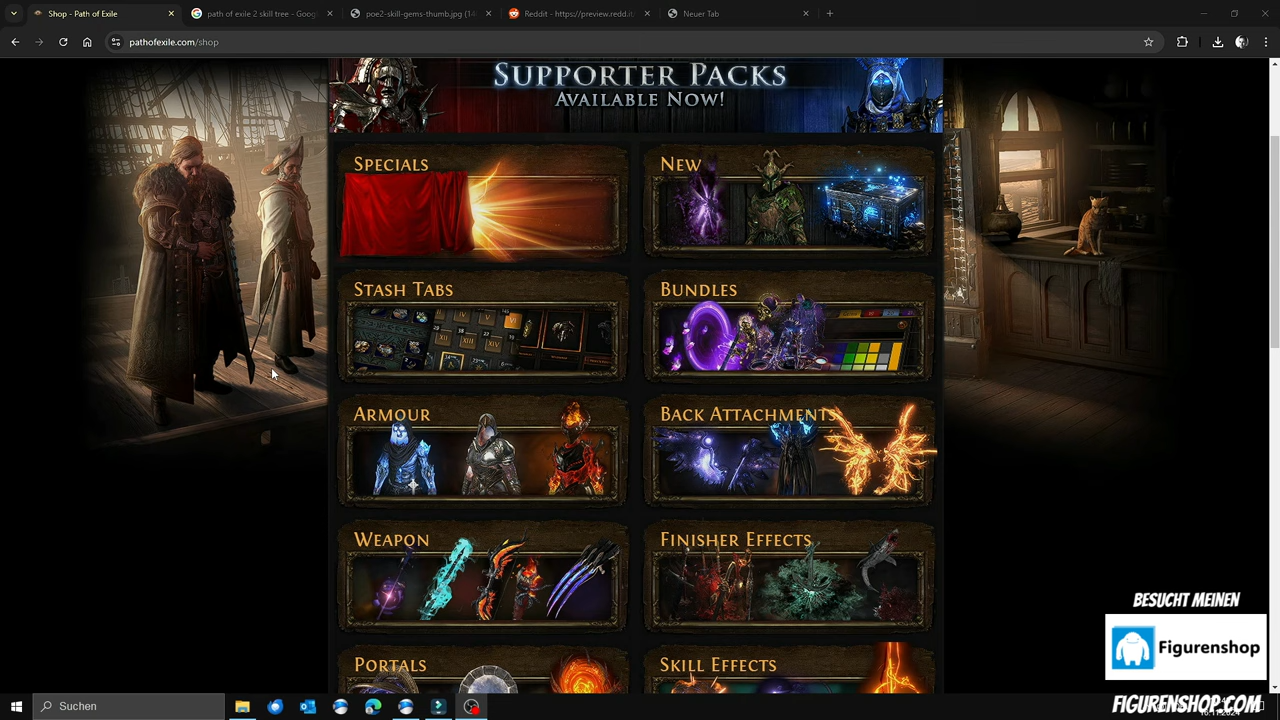 Shop - Path of Exile
path of exile 2 skill tree - Goog
poe2-skill-gems-thumb.jpg (14
Reddit - https://preview.redd.it
Neuer Tab
pathofexile.com/shop
SUPPORTER PACKS
AVAILABLE NOW!
SPECIALS
NEW
STASH TABS
BUNDLES
ARMOUR
BACK ATTACHMENTS
WEAPON
FINISHER EFFECTS
PORTALS
SKILL EFFECTS
BESUCHT MEINEN
Figurenshop
FIGURENSHOP.COM
Suchen